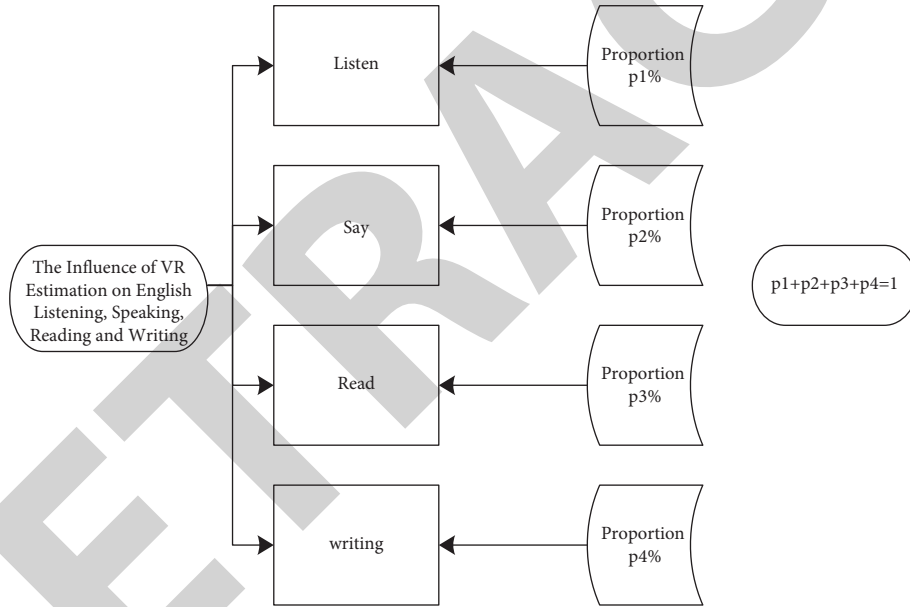 Listen
Proportion
p1%
Say
Proportion
p2%
The Influence of VR
Estimation on English
Listening, Speaking,
Reading and Writing
p1+p2+p3+p4=1
Read
Proportion
p3%
writing
Proportion
p4%
ETRAC